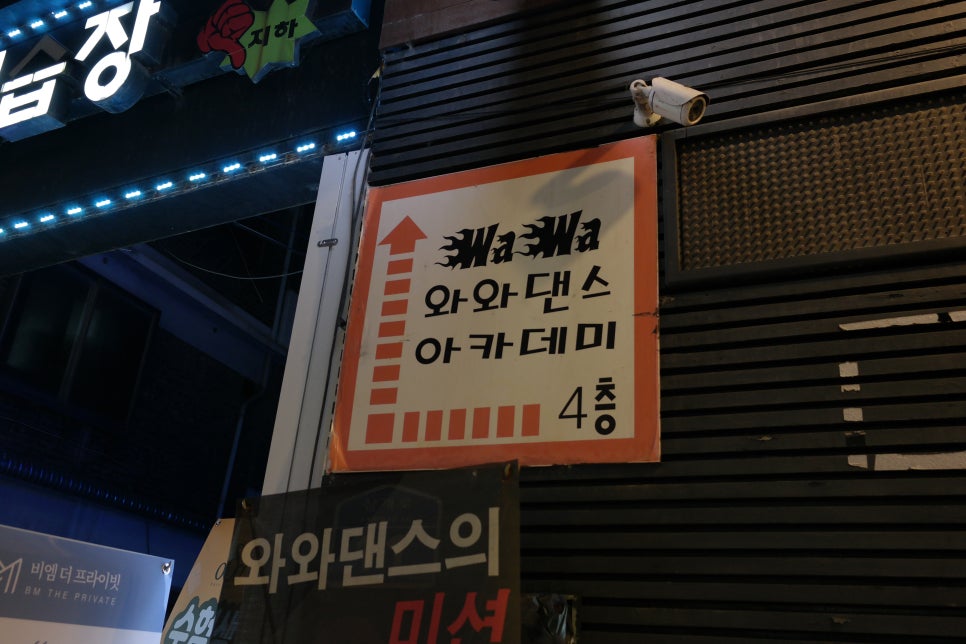 습장
지하
WaWa
와와댄스
아카데미
4층
와와댄스의
미션
비엠 더 프라이빗
BM THE PRIVATE